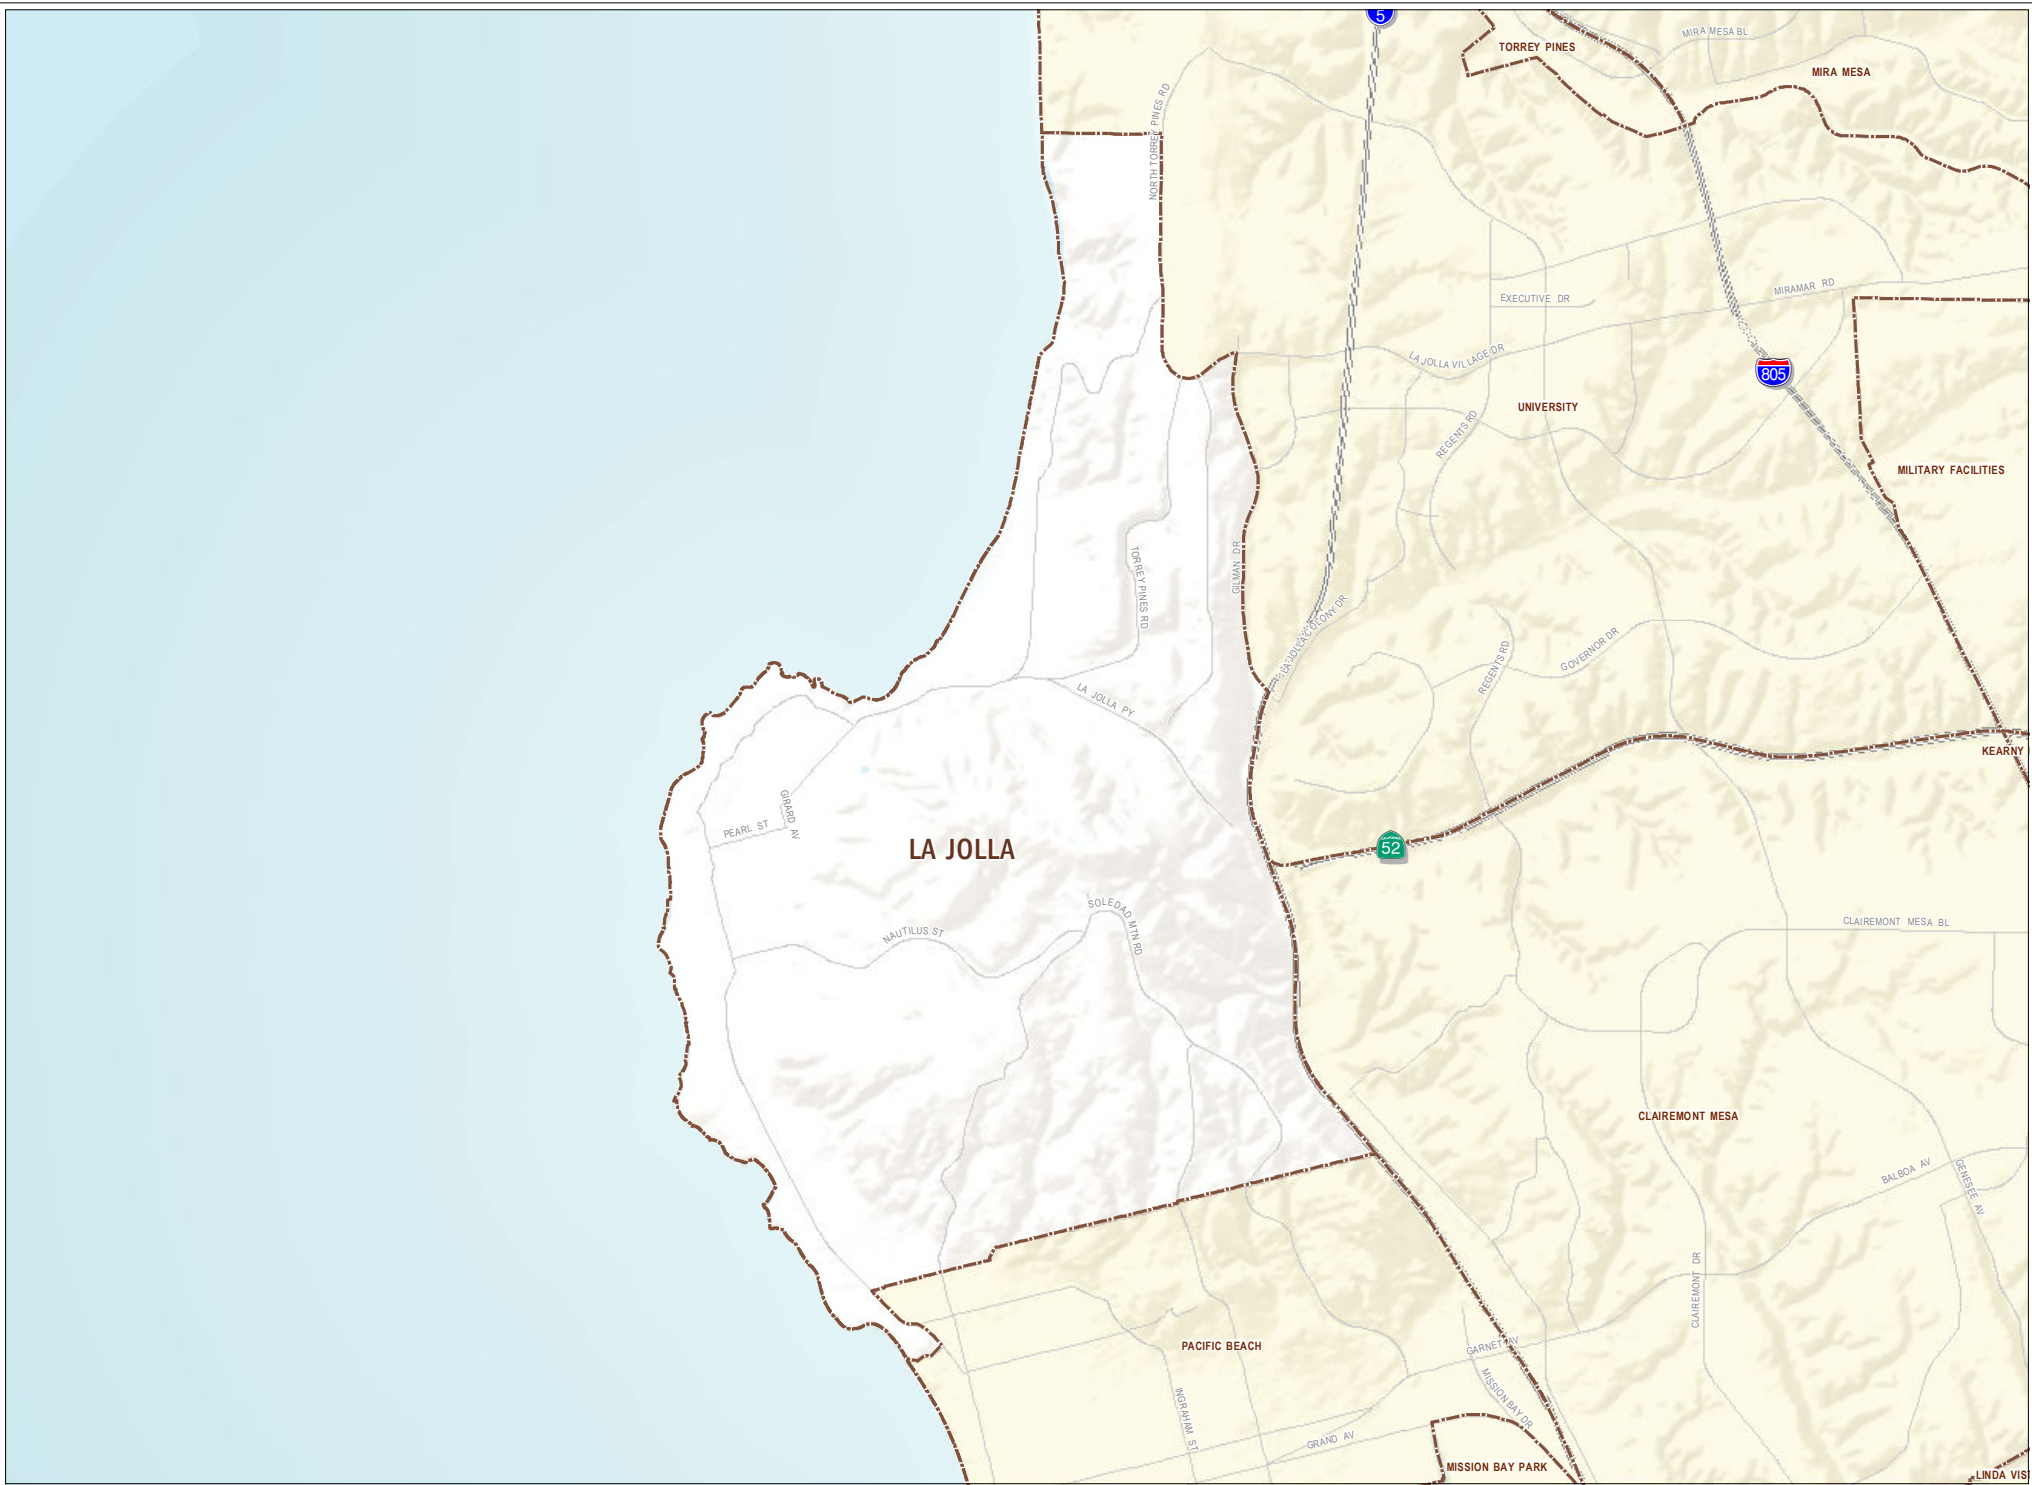 5
MIRA MESA BL
TORREY PINES
MIRA MESA
NORTH TORREY PINES RD
MIRAMAR RD
EXECUTIVE DR
LA JOLLA VILLAGE DR
805
UNIVERSITY
REGENTS RD
MILITARY FACILITIES
TORREY PINES RD
GILMAN DR
LA JOLLA COLONY DR
GOVERNOR DR
REGENTS RD
LA JOLLA PY
KEARNY
GIRARD AV
PEARL ST
LA JOLLA
CALIFORNIA
52
SOLEDAD MTN RD
NAUTILUS ST
CLAIREMONT MESA BL
CLAIREMONT MESA
BALBOA AV
GENESEE AV
CLAIREMONT DR
PACIFIC BEACH
GARNET AV
MISSION BAY DR
INGRAHAM ST
GRAND AV
MISSION BAY PARK
LINDA VIS